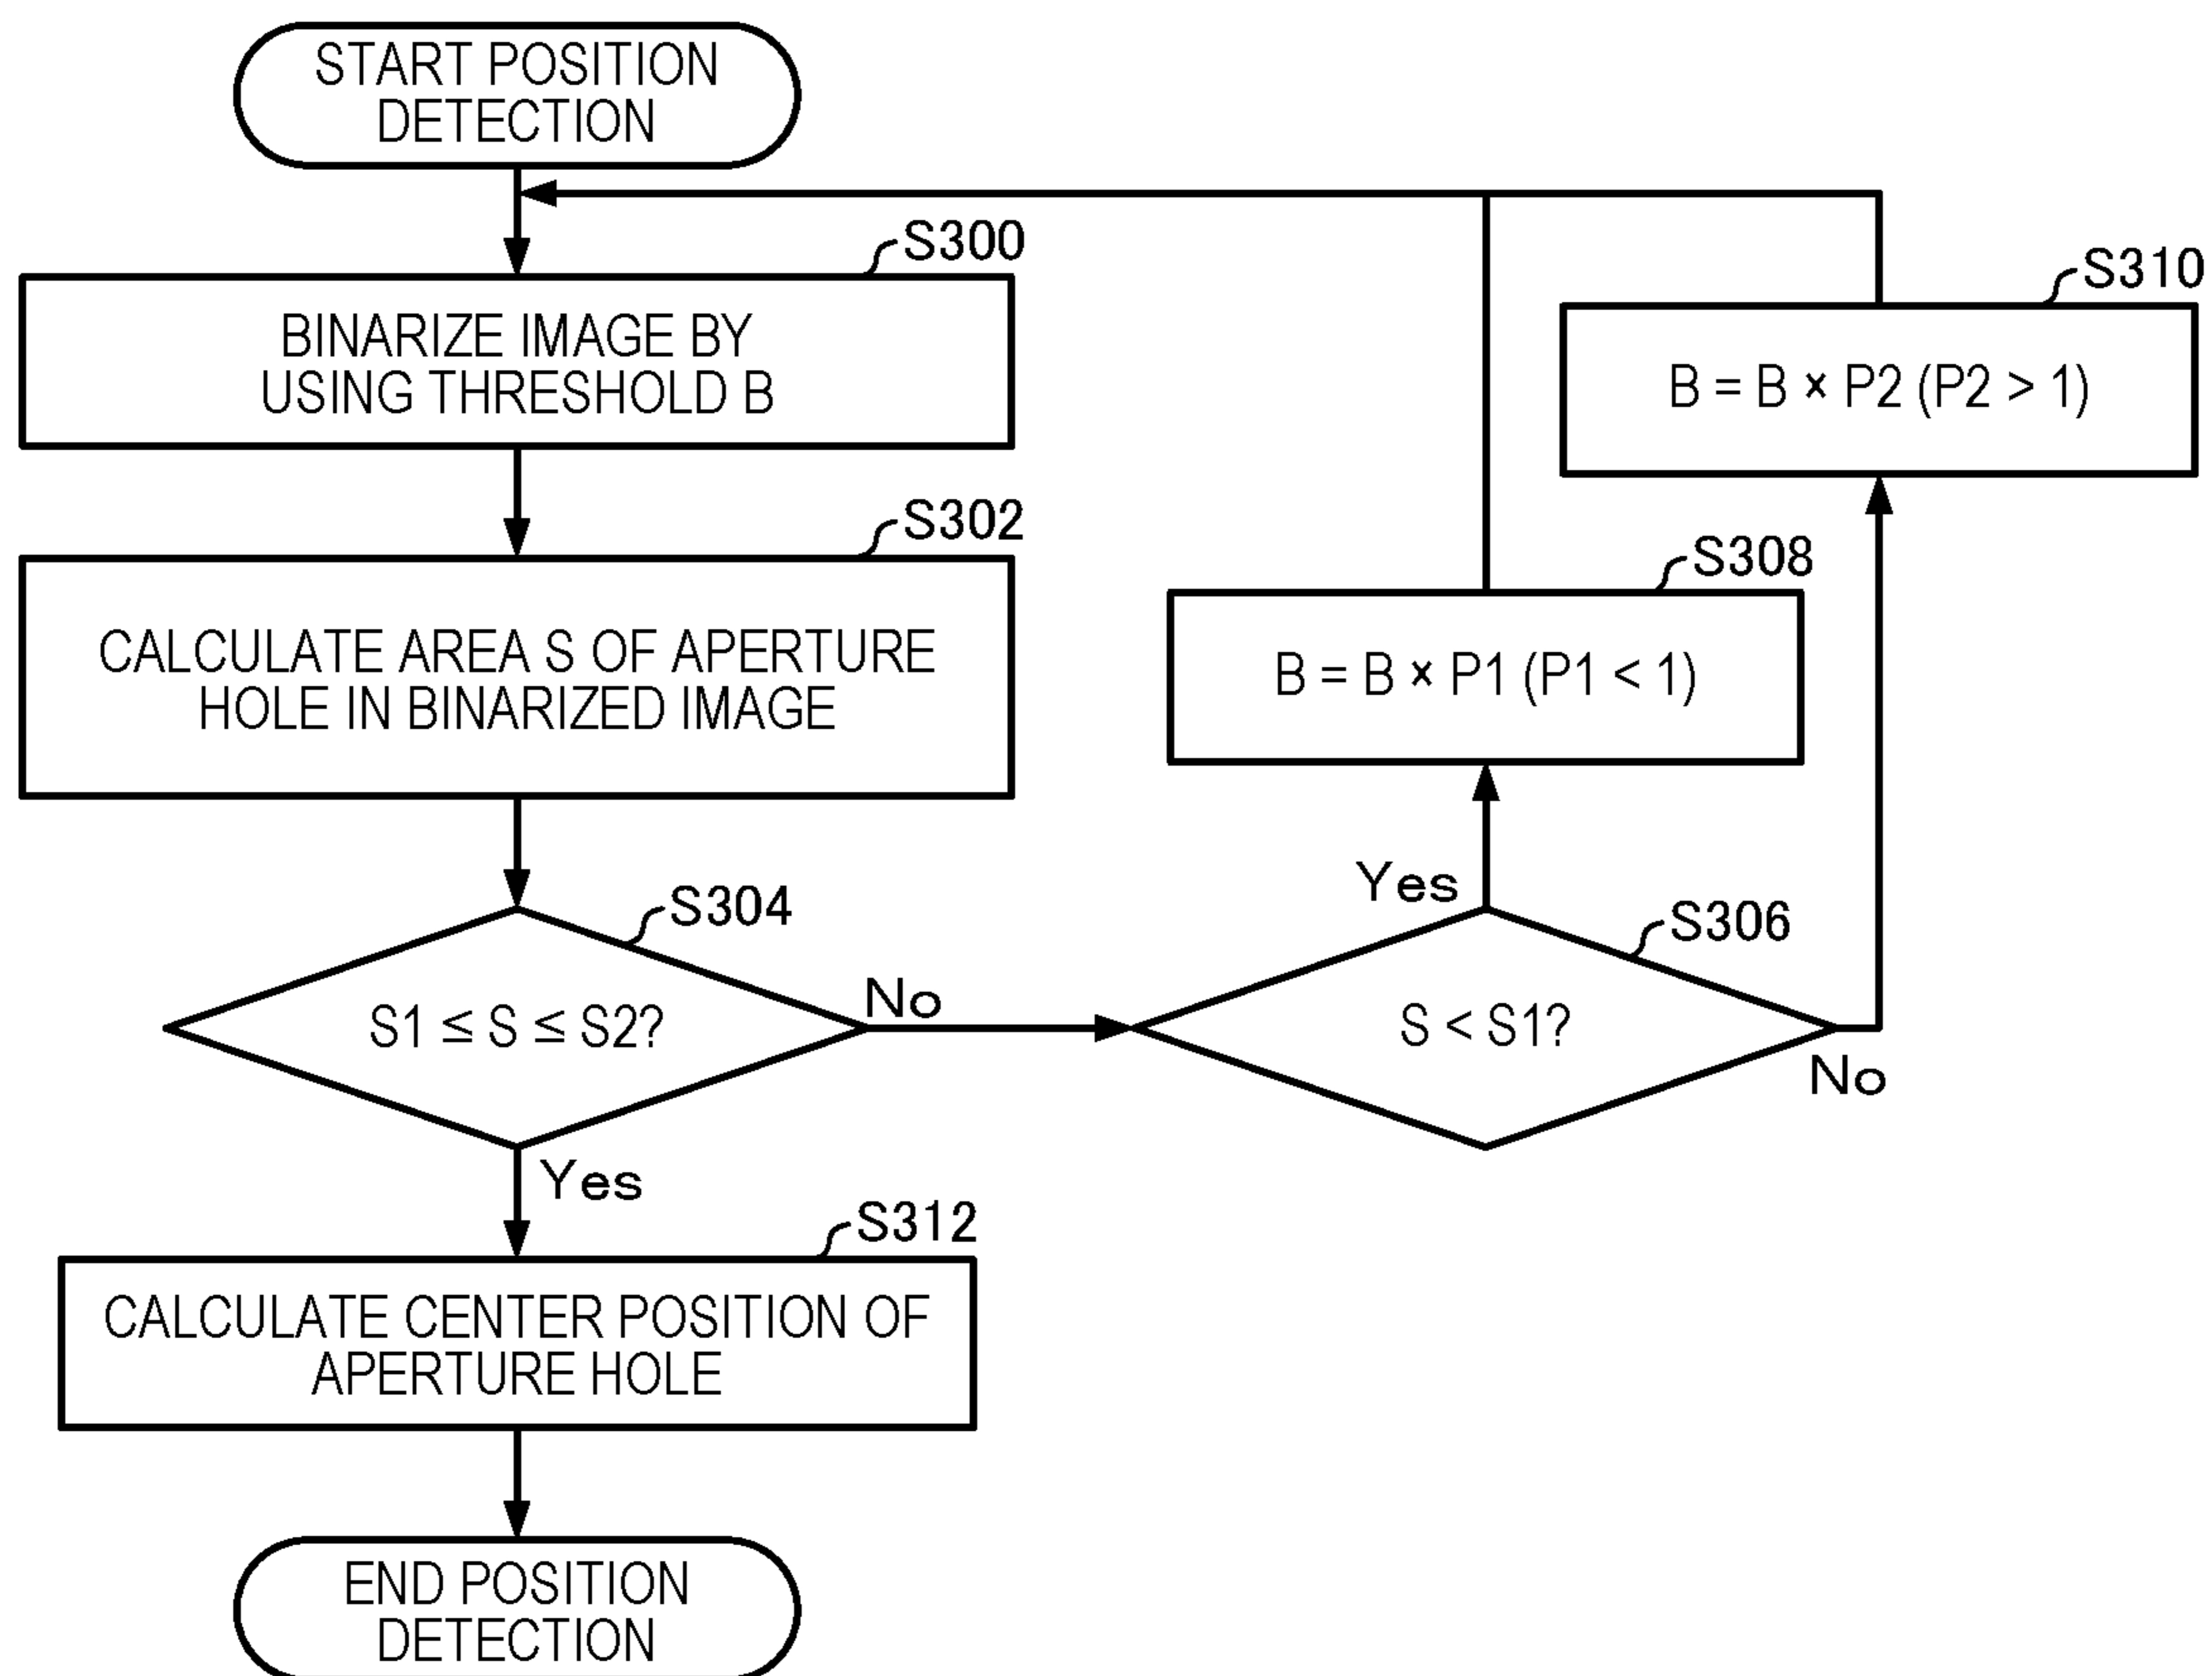 START POSITION
DETECTION
S300
BINARIZE IMAGE BY
USING THRESHOLD B
S302
CALCULATE AREA S OF APERTURE
HOLE IN BINARIZED IMAGE
S304
S1 ≤ S ≤ S2?
No
Yes
S306
S < S1?
Yes
No
S308
B = B × P1 (P1 < 1)
S310
B = B × P2 (P2 > 1)
S312
CALCULATE CENTER POSITION OF
APERTURE HOLE
END POSITION
DETECTION